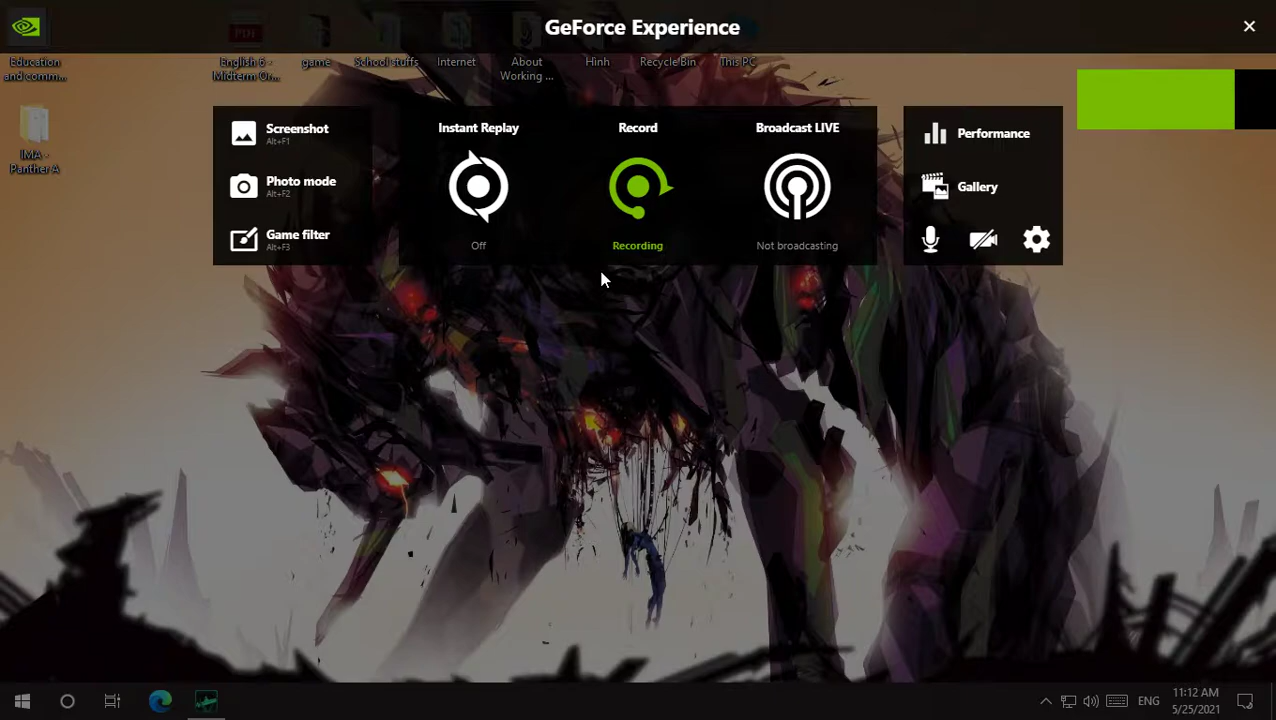 GeForce Experience
Education
and comm...
PDF
English 6 -
Midterm Or...
game
School stuffs
Internet
About
Working ...
Hinh
Recycle Bin
This PC
IMA -
Panther A
Screenshot
Alt+F1
Photo mode
Alt+F2
Game filter
Alt+F3
Instant Replay
Off
Record
Recording
Broadcast LIVE
Not broadcasting
Performance
Gallery
ENG
11:12 AM
5/25/2021